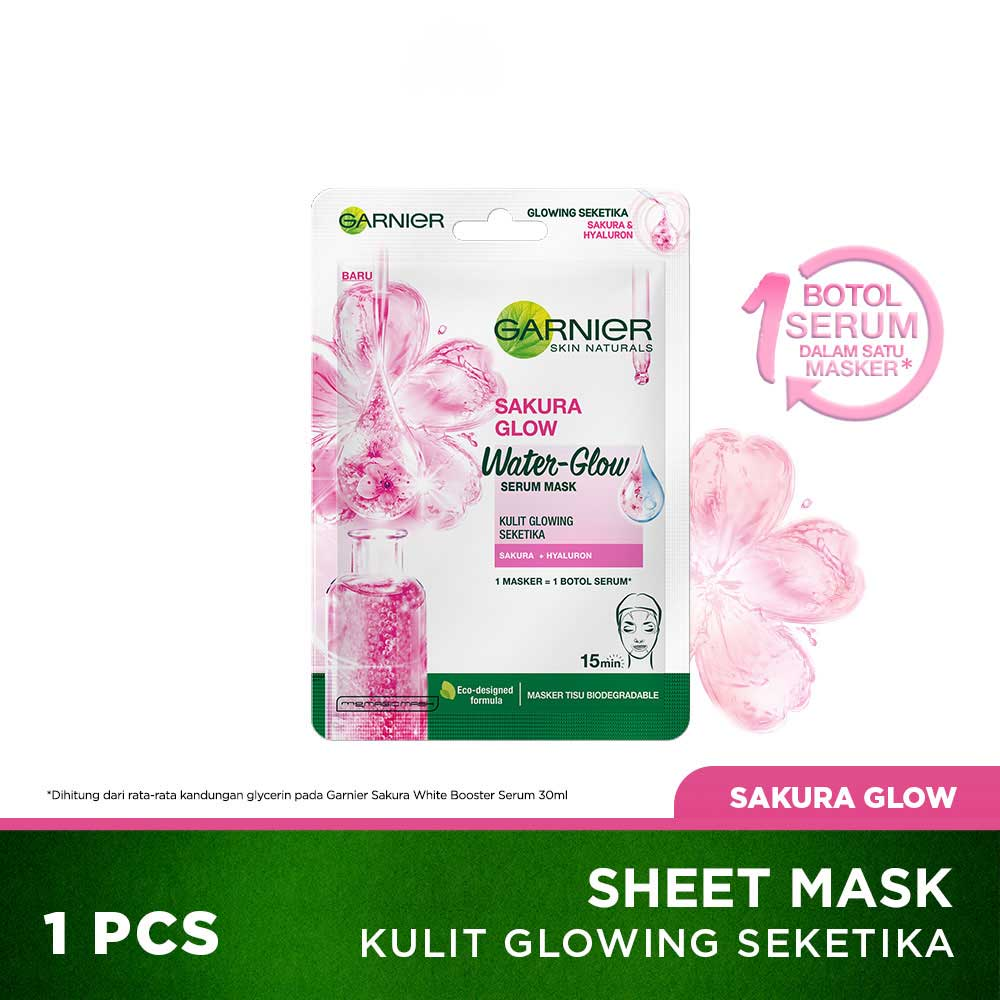 GARNIER
GLOWING SEKETIKA
SAKURA &
HYALURON
BARU
GARNIER
SKIN NATURALS
SAKURA
GLOW
Water-Glow
SERUM MASK
KULIT GLOWING
SEKETIKA
SAKURA + HYALURON
1 MASKER = 1 BOTOL SERUM*
15min
Eco-designed
formula
MASKER TISU BIODEGRADABLE
1 BOTOL
SERUM
DALAM SATU
MASKER*
*Dihitung dari rata-rata kandungan glycerin pada Garnier Sakura White Booster Serum 30ml
SAKURA GLOW
1 PCS
SHEET MASK
KULIT GLOWING SEKETIKA